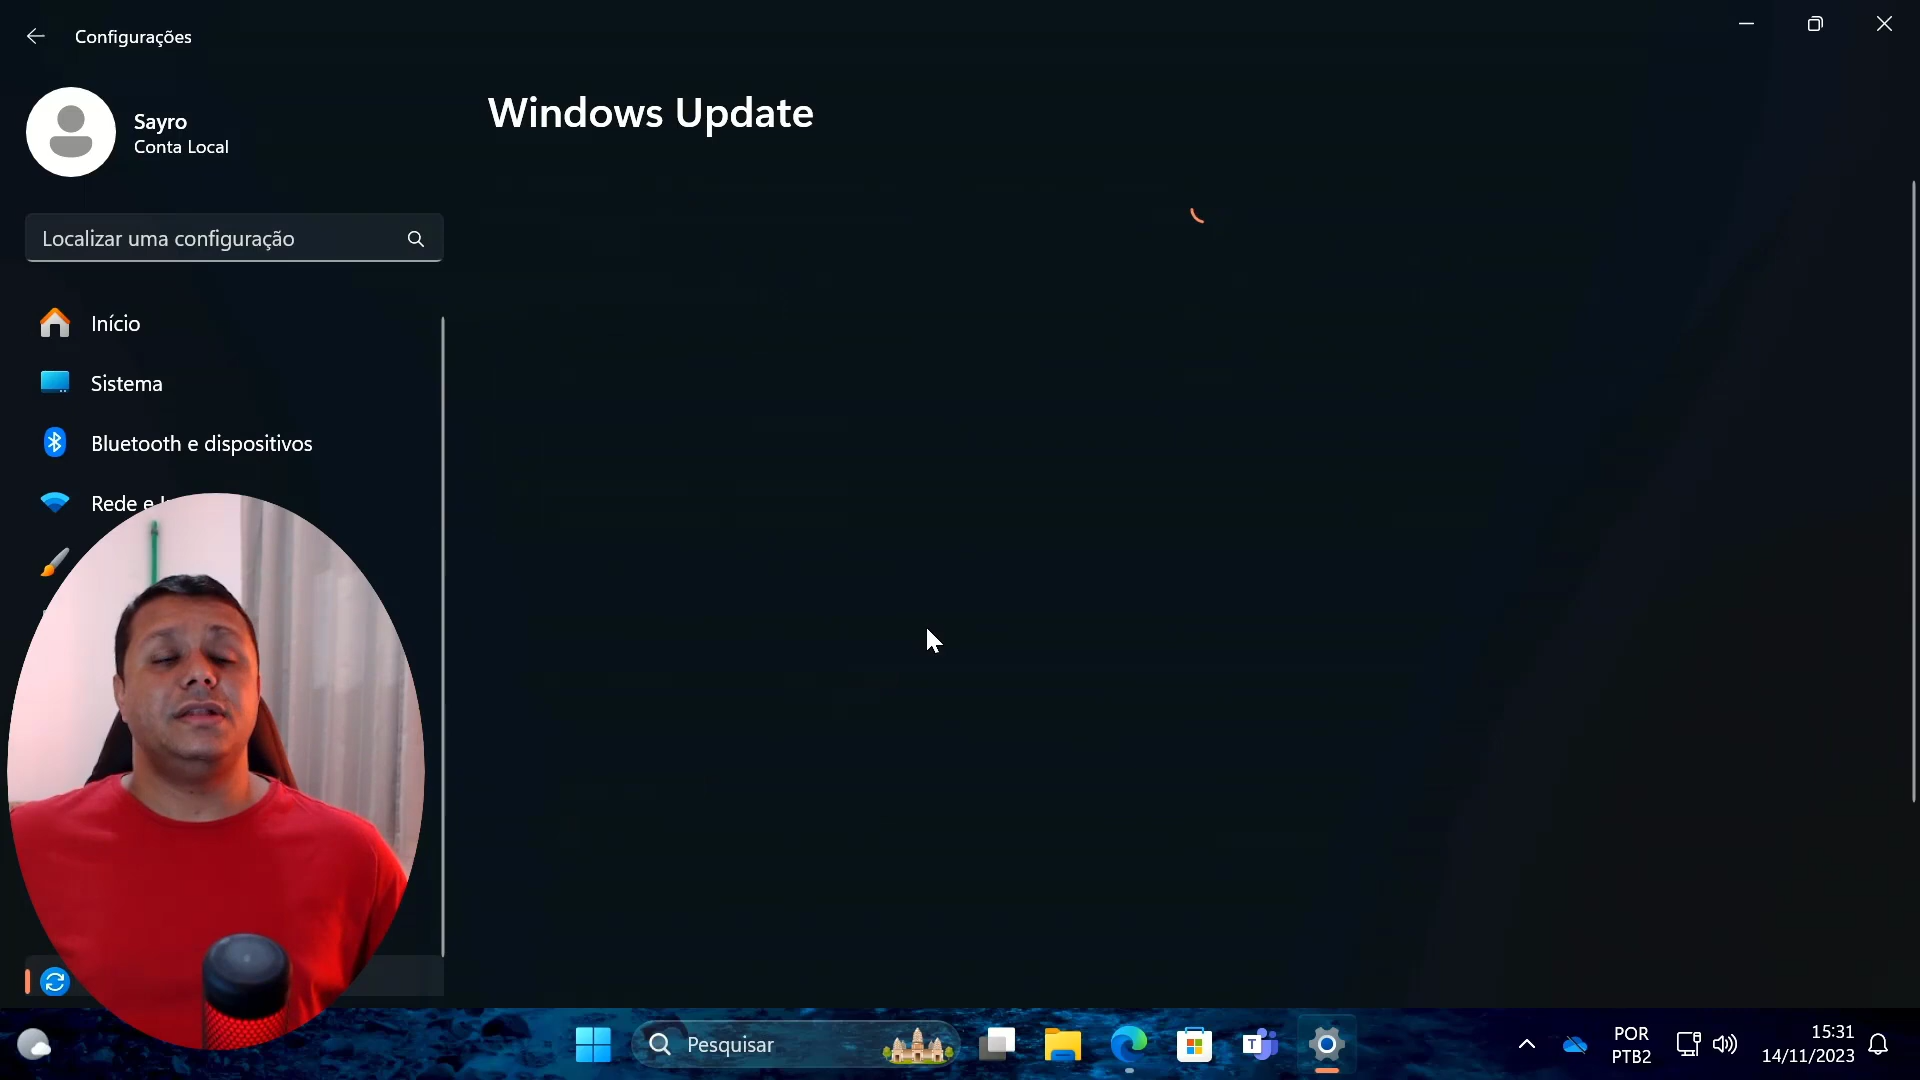 Configurações
Sayro
Conta Local
Windows Update
Localizar uma configuração
Início
Sistema
Bluetooth e dispositivos
Rede e
Pesquisar
T
POR
PTB2
15:31
14/11/2023